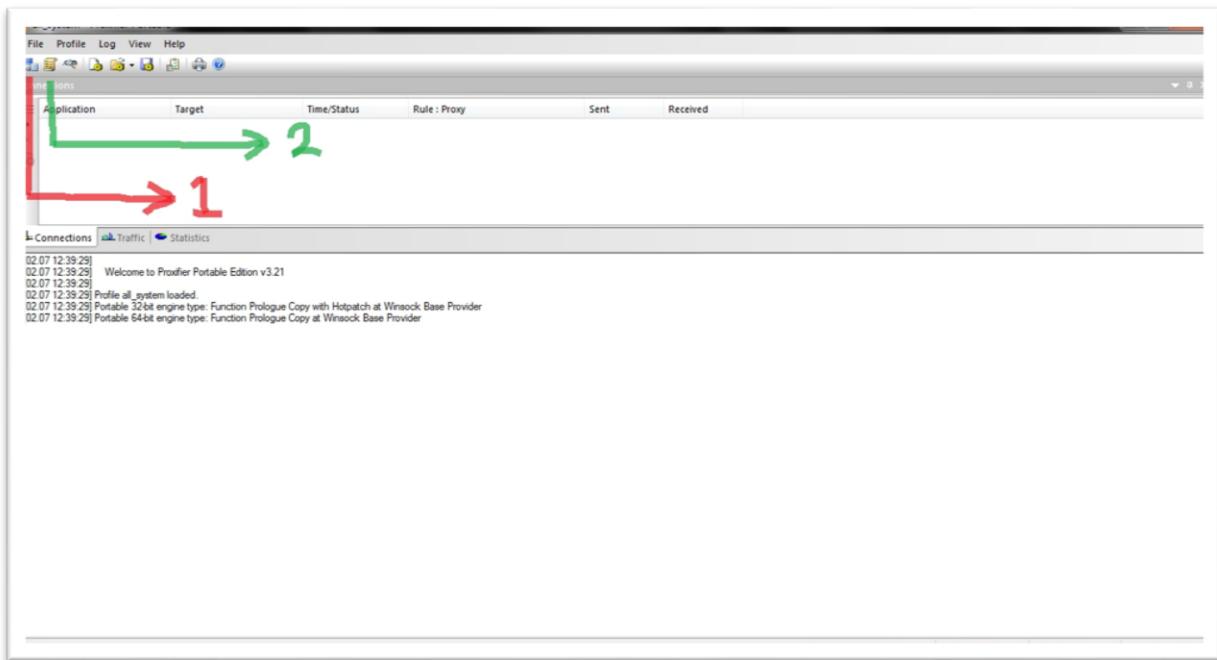 File Profile Log View Help
Application Target Time/Status Rule : Proxy Sent Received
2
1
Connections Traffic Statistics
02.07 12:39:29]
02.07 12:39:29] Welcome to Proxifier Portable Edition v3.21
02.07 12:39:29]
02.07 12:39:29] Profile all_system loaded.
02.07 12:39:29] Portable 32-bit engine type: Function Prologue Copy with Hotpatch at Winsock Base Provider
02.07 12:39:29] Portable 64-bit engine type: Function Prologue Copy at Winsock Base Provider